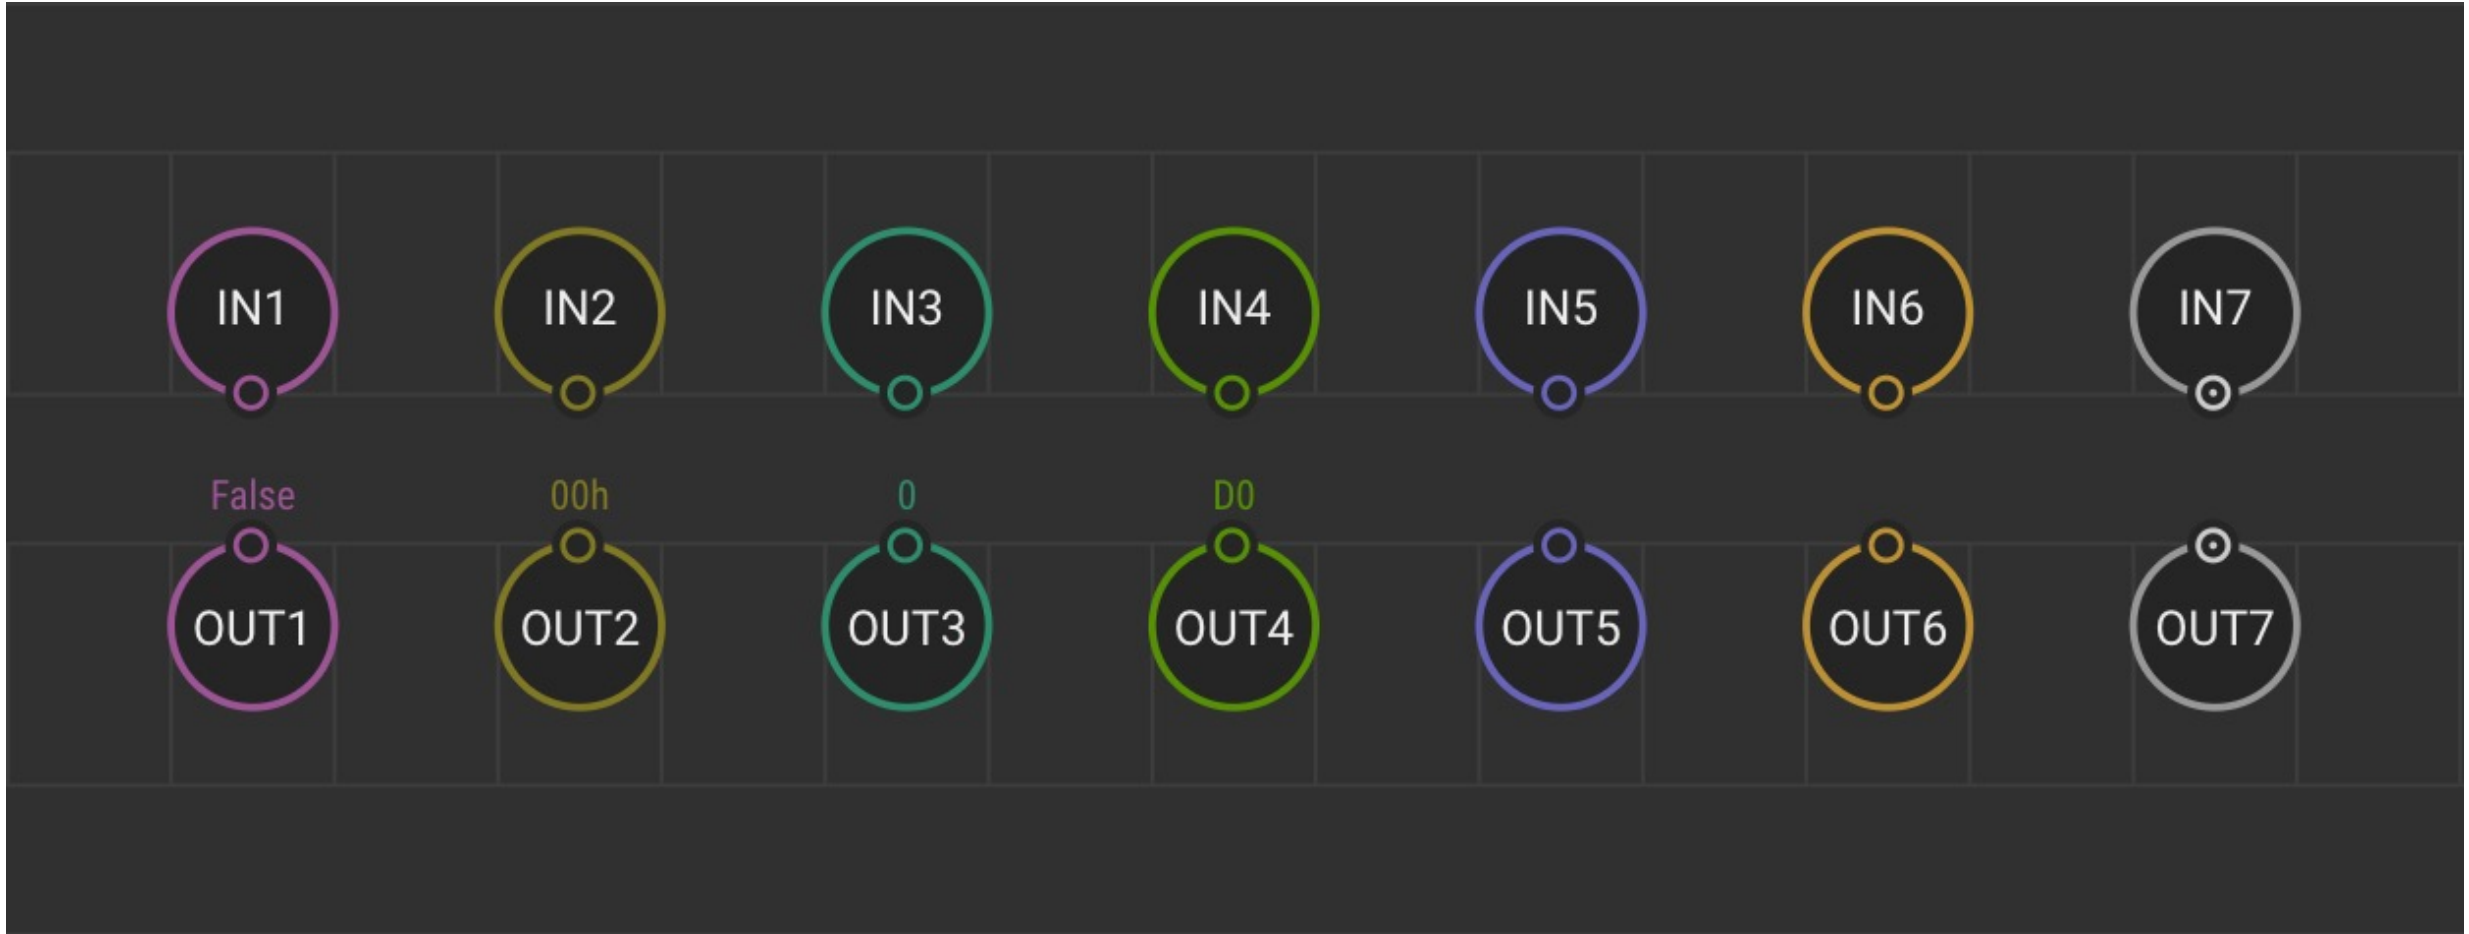 IN1 IN2 IN3 IN4 IN5 IN6 IN7
False 00h 0 D0
OUT1 OUT2 OUT3 OUT4 OUT5 OUT6 OUT7